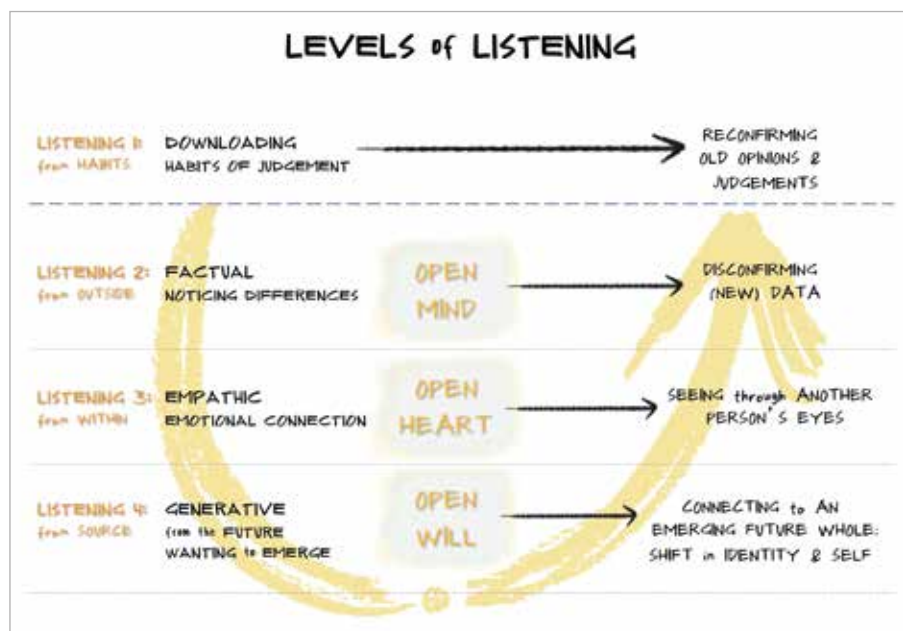 LEVELS of LISTENING
LISTENING 1:
from HABITS
DOWNLOADING
HABITS OF JUDGEMENT
RECONFIRMING
OLD OPINIONS &
JUDGEMENTS
LISTENING 2:
from OUTSIDE
FACTUAL
NOTICING DIFFERENCES
OPEN
MIND
DISCONFIRMING
(NEW) DATA
LISTENING 3:
from WITHIN
EMPATHIC
EMOTIONAL CONNECTION
OPEN
HEART
SEEING through ANOTHER
PERSON'S EYES
LISTENING 4:
from SOURCE
GENERATIVE
from the FUTURE
WANTING to EMERGE
OPEN
WILL
CONNECTING to AN
EMERGING FUTURE WHOLE:
SHIFT in IDENTITY & SELF